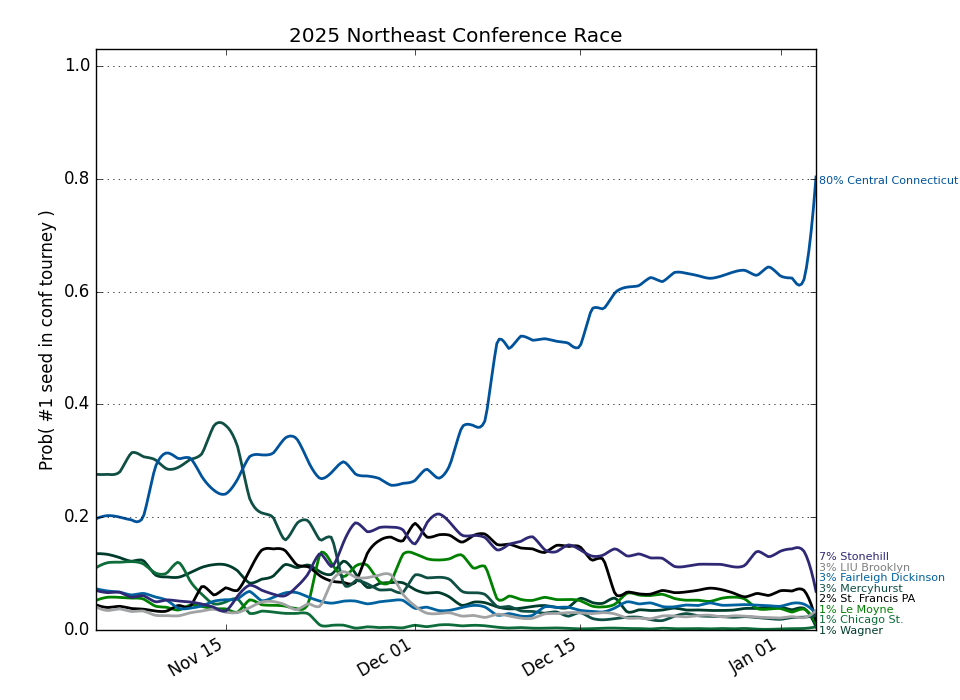 2025 Northeast Conference Race
Prob( #1 seed in conf tourney )
1.0
0.8
0.6
0.4
0.2
0.0
80% Central Connecticut
7% Stonehill
3% LIU Brooklyn
3% Fairleigh Dickinson
3% Mercyhurst
2% St. Francis PA
1% Le Moyne
1% Chicago St.
1% Wagner
Nov 15
Dec 01
Dec 15
Jan 01